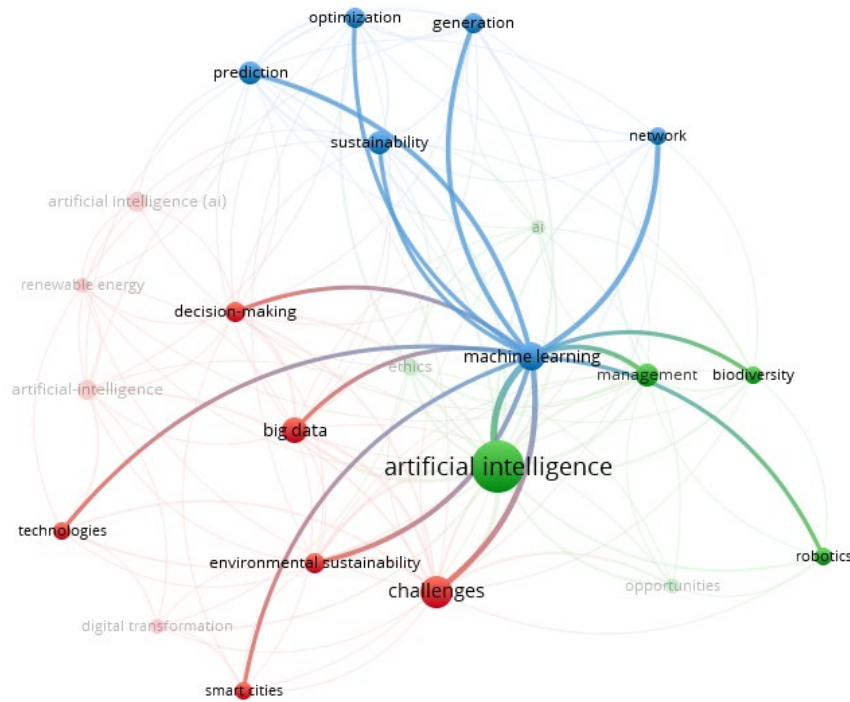 optimization
generation
prediction
network
sustainability
artificial intelligence (ai)
ai
renewable energy
decision-making
machine learning
ethics
management
biodiversity
artificial-intelligence
big data
artificial intelligence
technologies
environmental sustainability
robotics
challenges
opportunities
digital transformation
smart cities